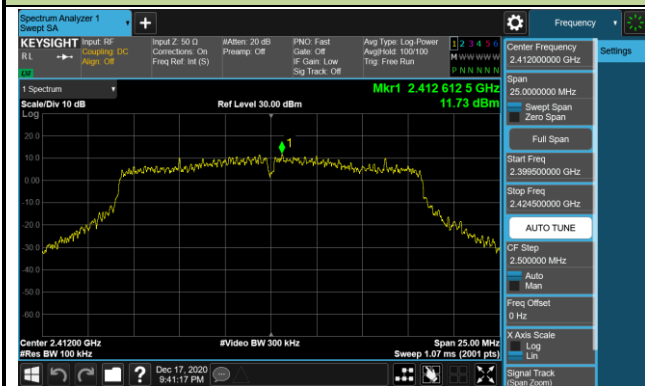 Spectrum Analyzer 1
Swept SA
+
Frequency
KEYSIGHT
RL
LXI
Input: RF
Coupling: DC
Align: Off
Input Z: 50 Ω
Corrections: On
Freq Ref: Int (S)
#Atten: 20 dB
Preamp: Off
PNO: Fast
Gate: Off
IF Gain: Low
Sig Track: Off
Avg Type: Log-Power
Avg|Hold: 100/100
Trig: Free Run
1 2 3 4 5 6
M W W W W W
P N N N N N
1 Spectrum
Scale/Div 10 dB
Log
Ref Level 30.00 dBm
Mkr1 2.412 612 5 GHz
11.73 dBm
1
20.0
10.0
0.00
-10.0
-20.0
-30.0
-40.0
-50.0
-60.0
Center 2.41200 GHz
#Res BW 100 kHz
#Video BW 300 kHz
Span 25.00 MHz
Sweep 1.07 ms (2001 pts)
?
Dec 17, 2020
9:41:17 PM
Center Frequency
2.412000000 GHz
Settings
Span
25.0000000 MHz
Swept Span
Zero Span
Full Span
Start Freq
2.399500000 GHz
Stop Freq
2.424500000 GHz
AUTO TUNE
CF Step
2.500000 MHz
Auto
Man
Freq Offset
0 Hz
X Axis Scale
Log
Lin
Signal Track
(Span Zoom)